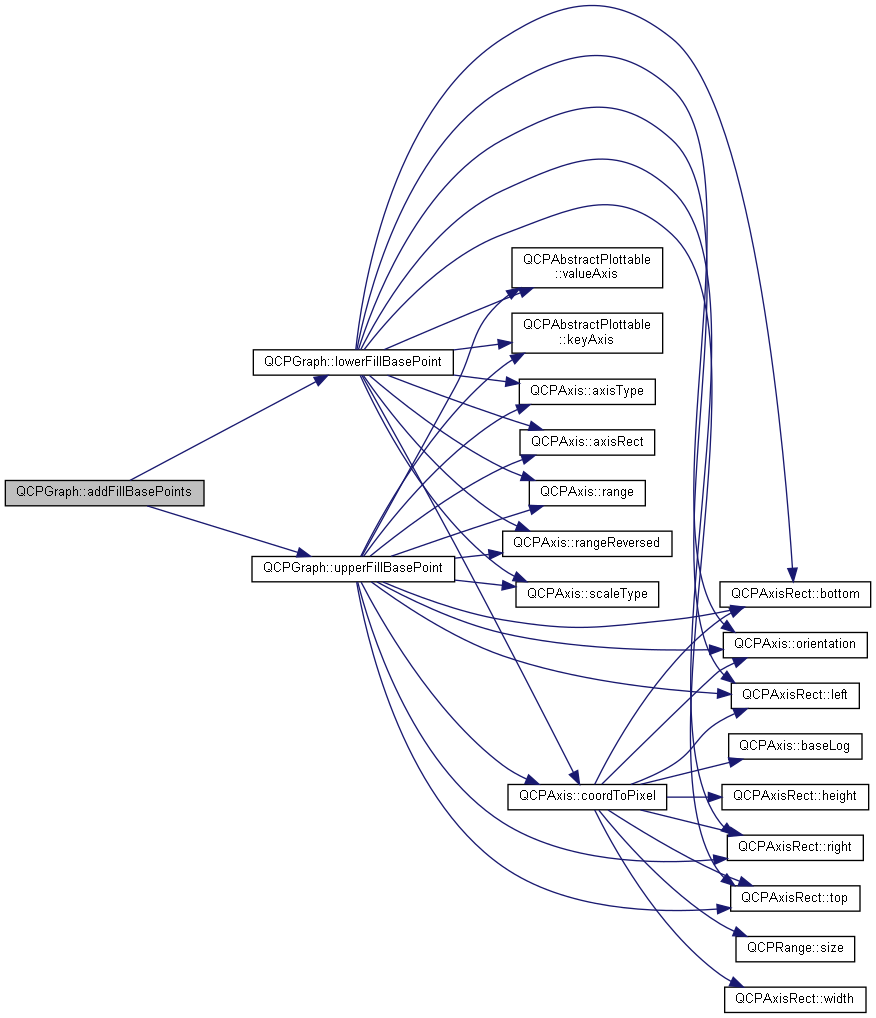 QCPGraph::addFillBasePoints
QCPGraph::lowerFillBasePoint
QCPGraph::upperFillBasePoint
QCPAbstractPlottable
::valueAxis
QCPAbstractPlottable
::keyAxis
QCPAxis::axisType
QCPAxis::axisRect
QCPAxis::range
QCPAxis::rangeReversed
QCPAxis::scaleType
QCPAxis::coordToPixel
QCPAxisRect::bottom
QCPAxis::orientation
QCPAxisRect::left
QCPAxis::baseLog
QCPAxisRect::height
QCPAxisRect::right
QCPAxisRect::top
QCPRange::size
QCPAxisRect::width